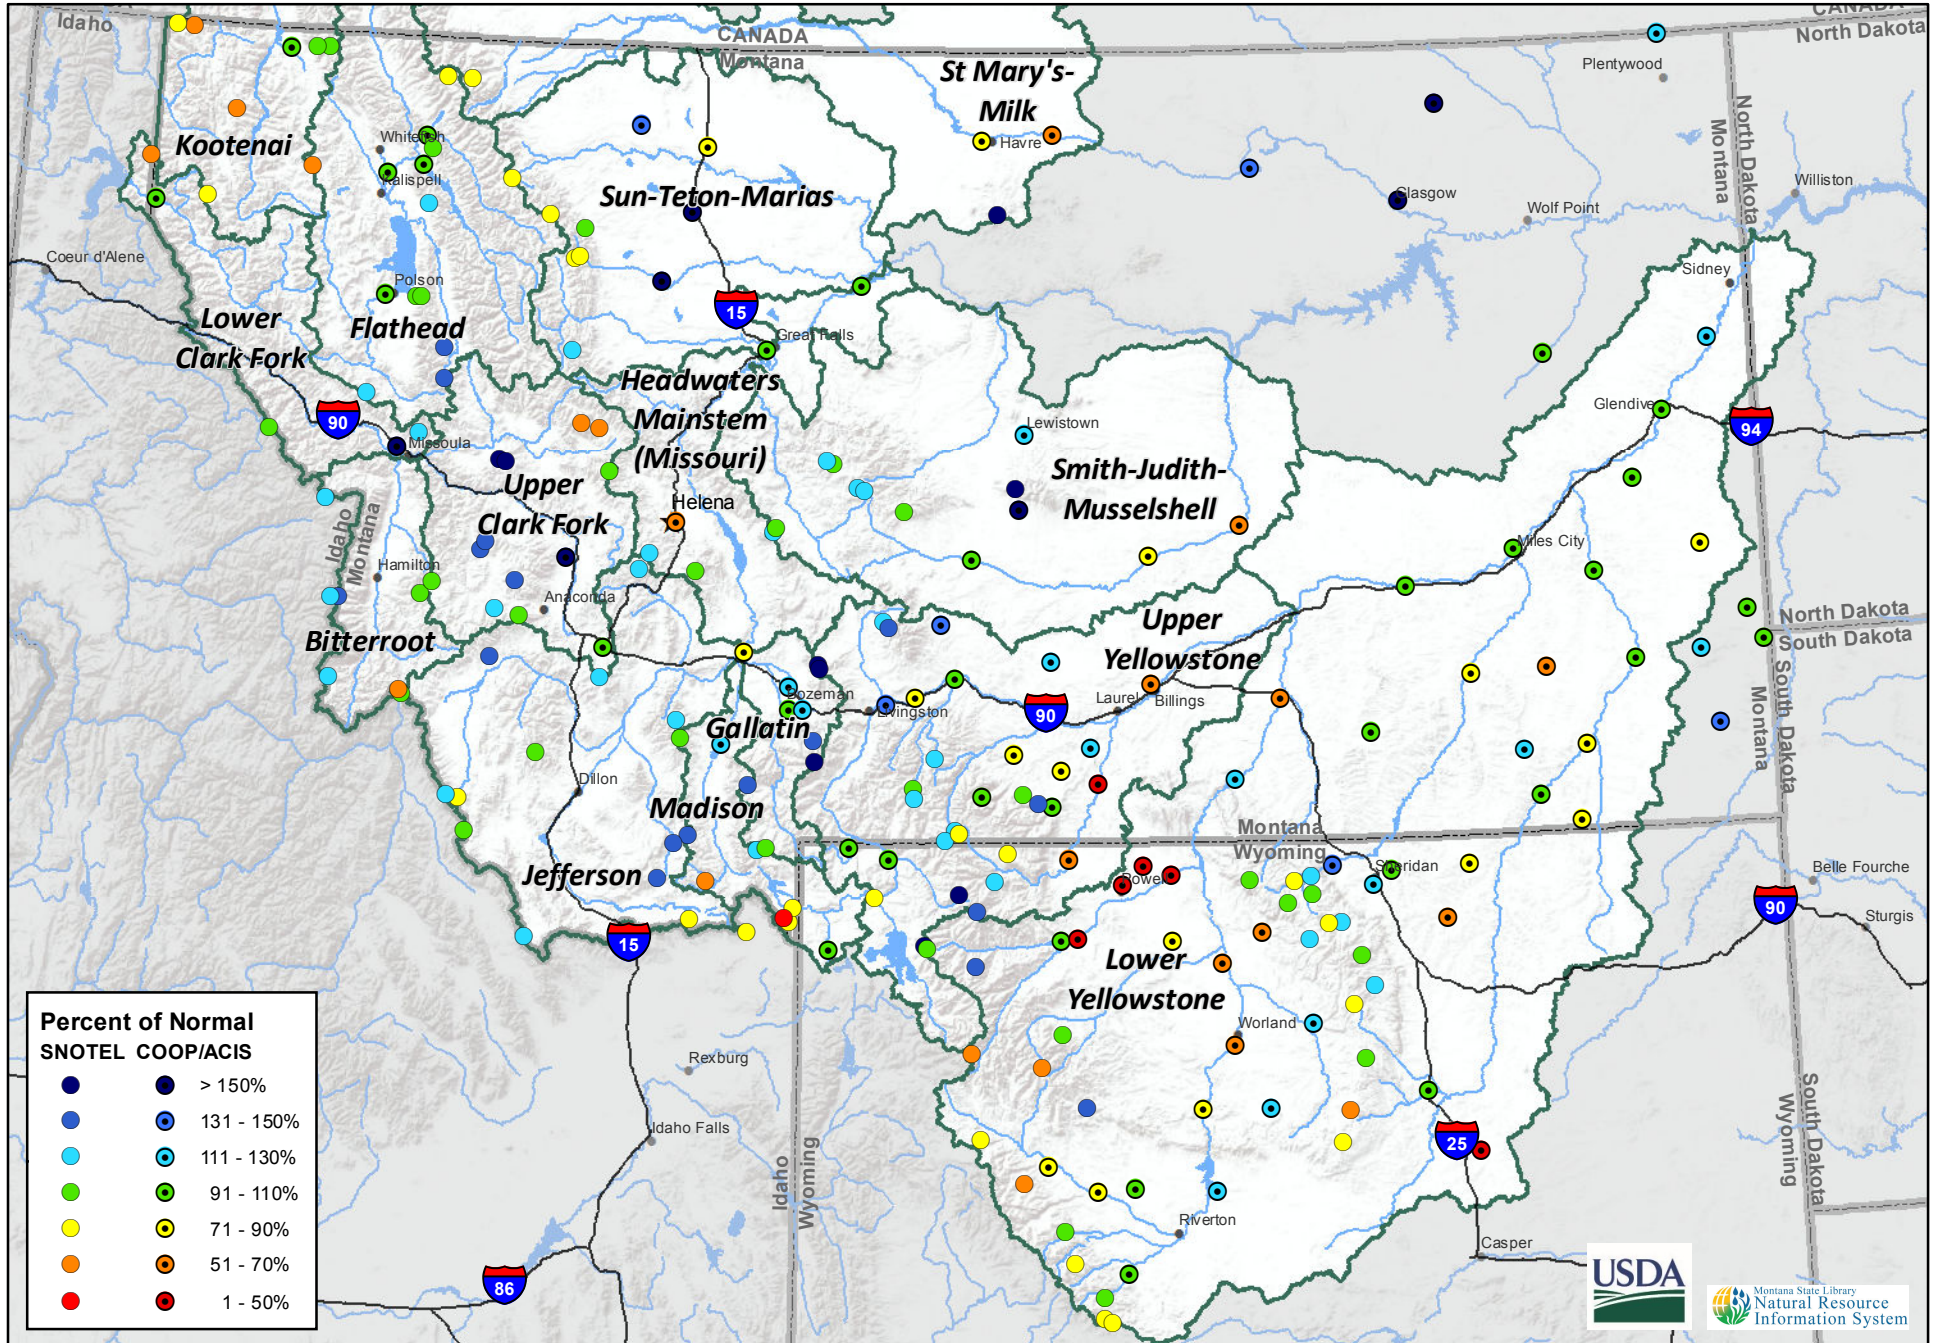 Idaho
CANADA
Montana
CANADA
North Dakota
St Mary's-
Milk
Plentywood
North Dakota
Montana
Kootenai
Whitefish
Havre
Kalispell
Sun-Teton-Marias
Glasgow
Wolf Point
Williston
Coeur d'Alene
Polson
Sidney
Lower
Clark Fork
Flathead
15
Great Falls
Headwaters
Mainstem
(Missouri)
90
Missoula
Lewistown
Glendive
94
Smith-Judith-
Musselshell
Upper
Clark Fork
Helena
Idaho
Montana
Hamilton
Anaconda
Miles City
Bitterroot
Upper
Yellowstone
North Dakota
South Dakota
Bozeman
Livingston
90
Laurel
Billings
Gallatin
South Dakota
Montana
Dillon
Madison
Montana
Wyoming
Jefferson
Powell
Sheridan
Belle Fourche
90
Sturgis
15
Lower
Yellowstone
Worland
Rexburg
Idaho Falls
Idaho
Wyoming
25
South Dakota
Wyoming
Riverton
Casper
86
Percent of Normal
SNOTEL COOP/ACIS
> 150%
131 - 150%
111 - 130%
91 - 110%
71 - 90%
51 - 70%
1 - 50%
USDA
Montana State Library
Natural Resource
Information System